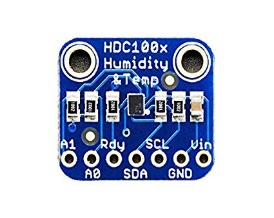 HDC100x
Humidity
&Temp
A1 Rdy SCL Vin
A0 SDA GND